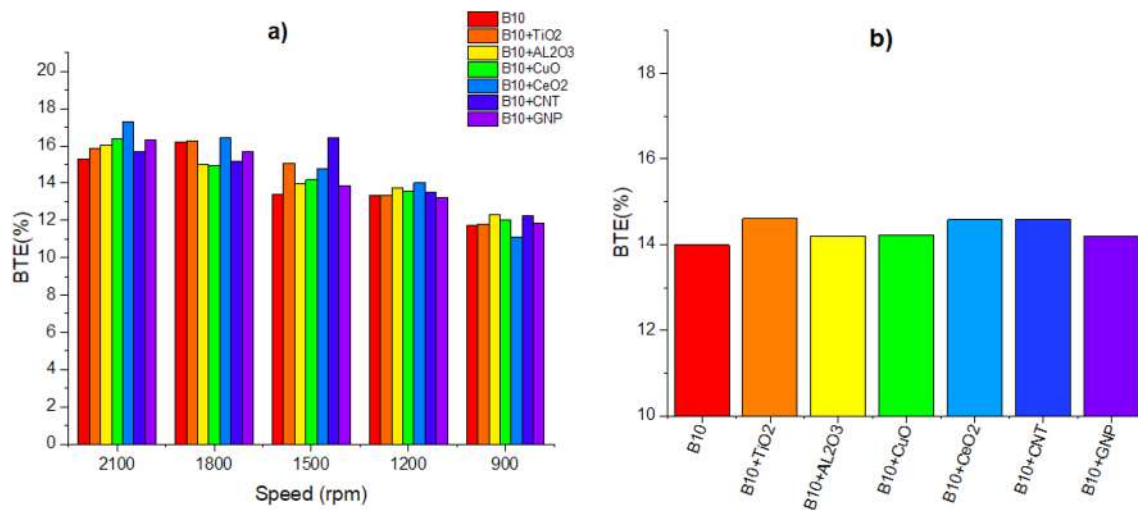 a)
B10
B10+TiO2
B10+AL2O3
B10+CuO
B10+CeO2
B10+CNT
B10+GNP
BTE(%)
20
18
16
14
12
10
8
6
4
2
0
2100 1800 1500 1200 900
Speed (rpm)
b)
BTE(%)
18
16
14
12
10
B10
B10+TiO2
B10+AL2O3
B10+CuO
B10+CeO2
B10+CNT
B10+GNP